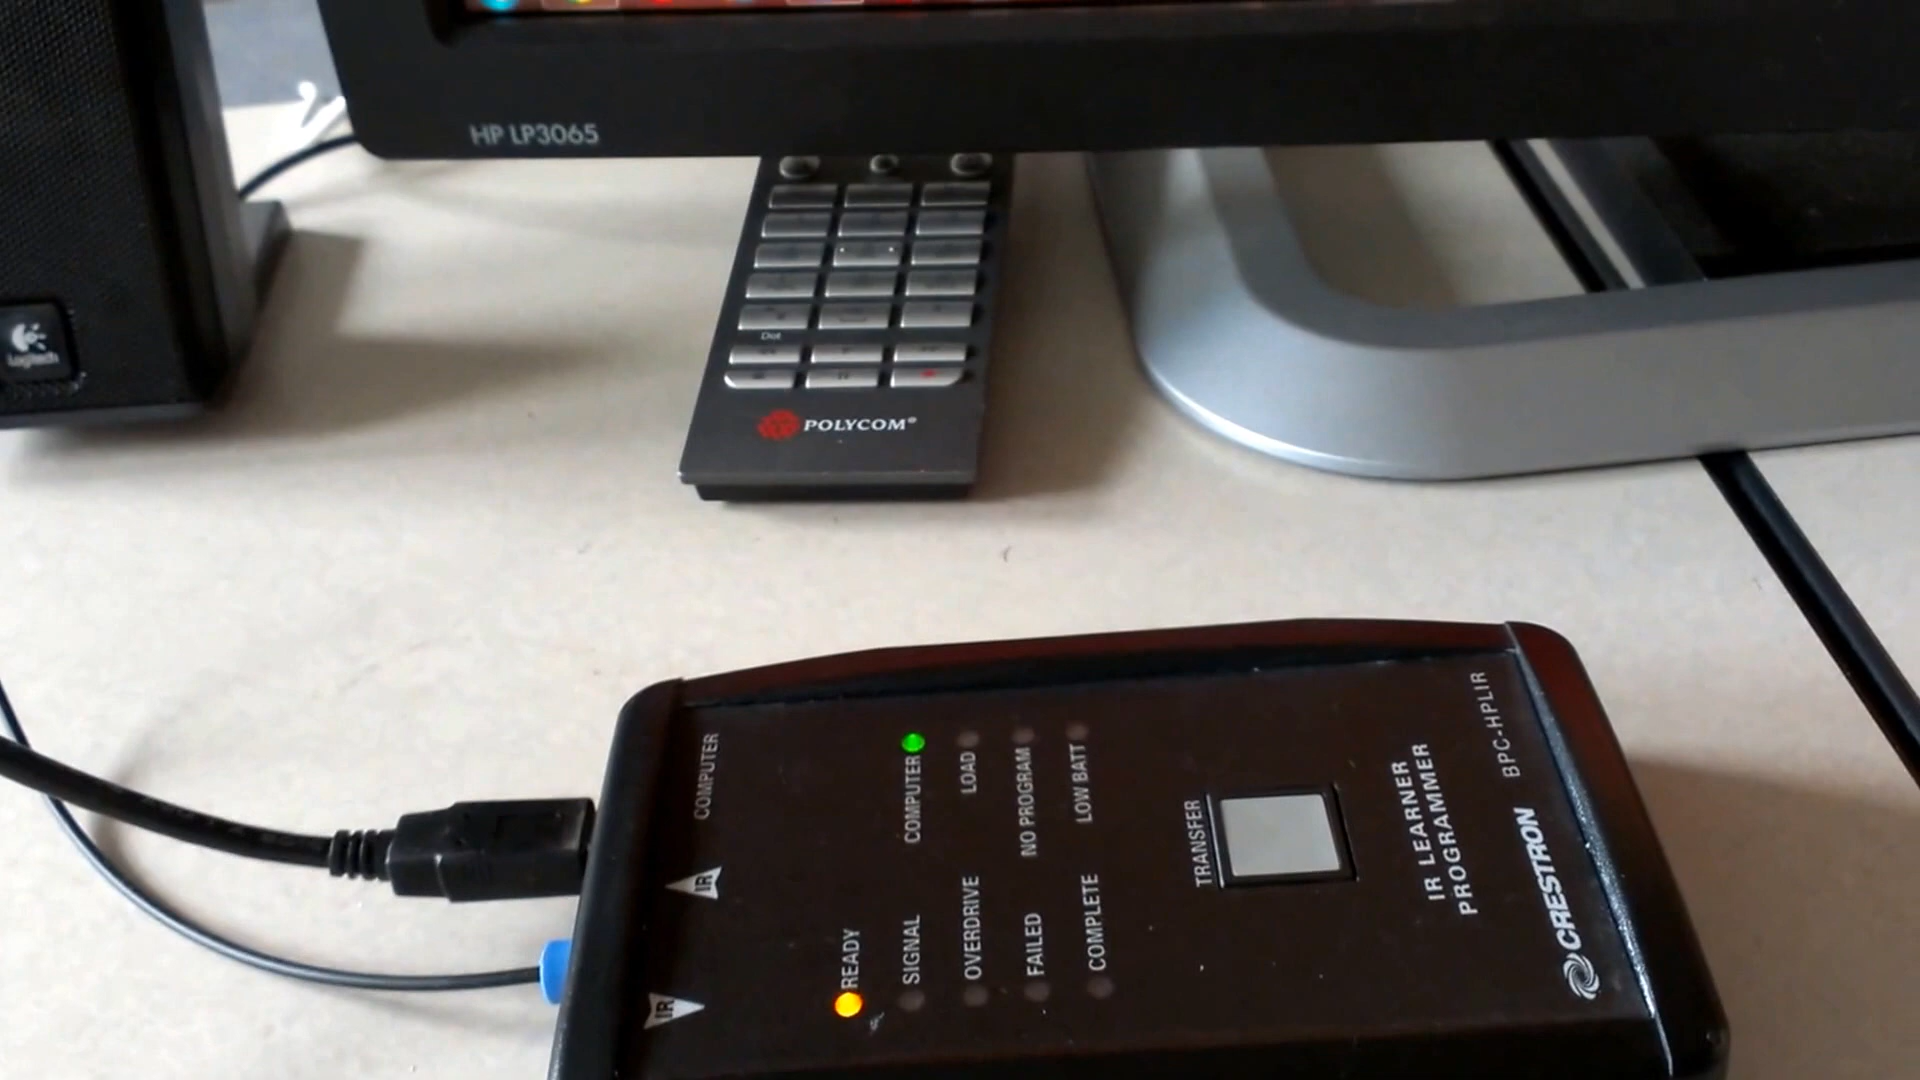 HP LP3065
Logitech
Dot
POLYCOM®
COMPUTER
IR
IR
COMPUTER
LOAD
NO PROGRAM
LOW BATT
READY
SIGNAL
OVERDRIVE
FAILED
COMPLETE
TRANSFER
IR LEARNER
PROGRAMMER
BPC-HPLIR
CRESTRON